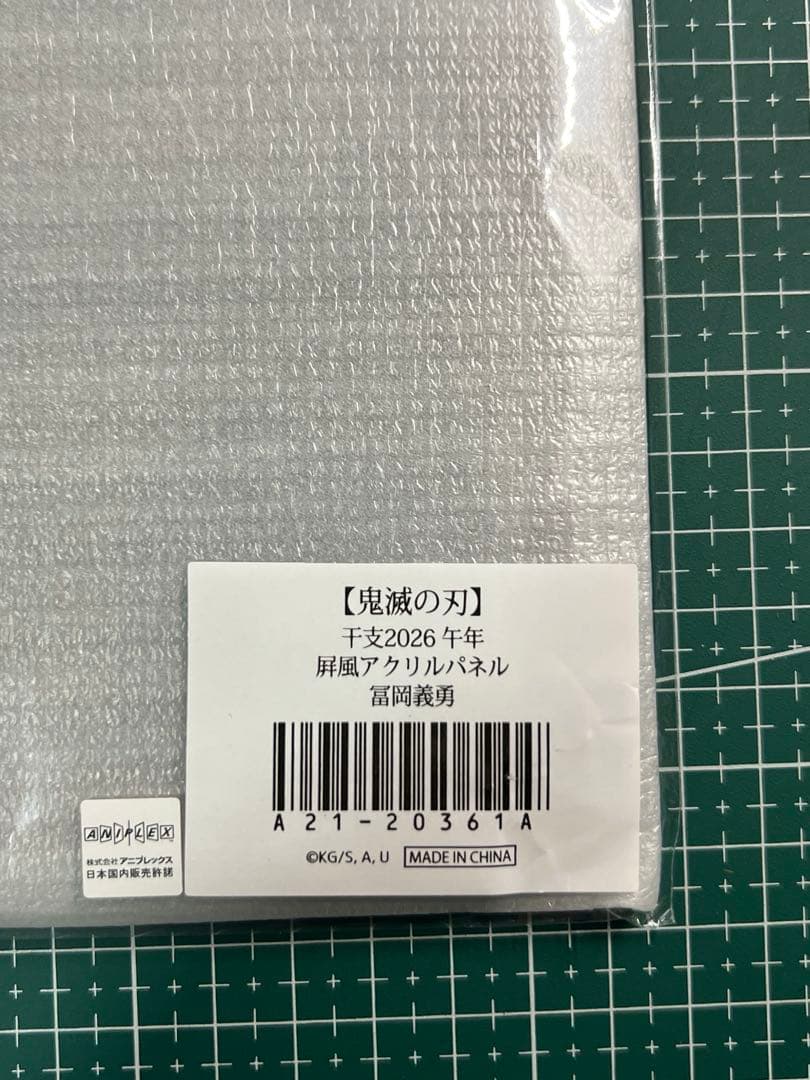 【鬼滅の刃】
干支2026 午年
屏風アクリルパネル
冨岡義勇
A21-20361A
©KG/S, A, U MADE IN CHINA
ANIPLEX
株式会社アニプレックス
日本国内販売許諾